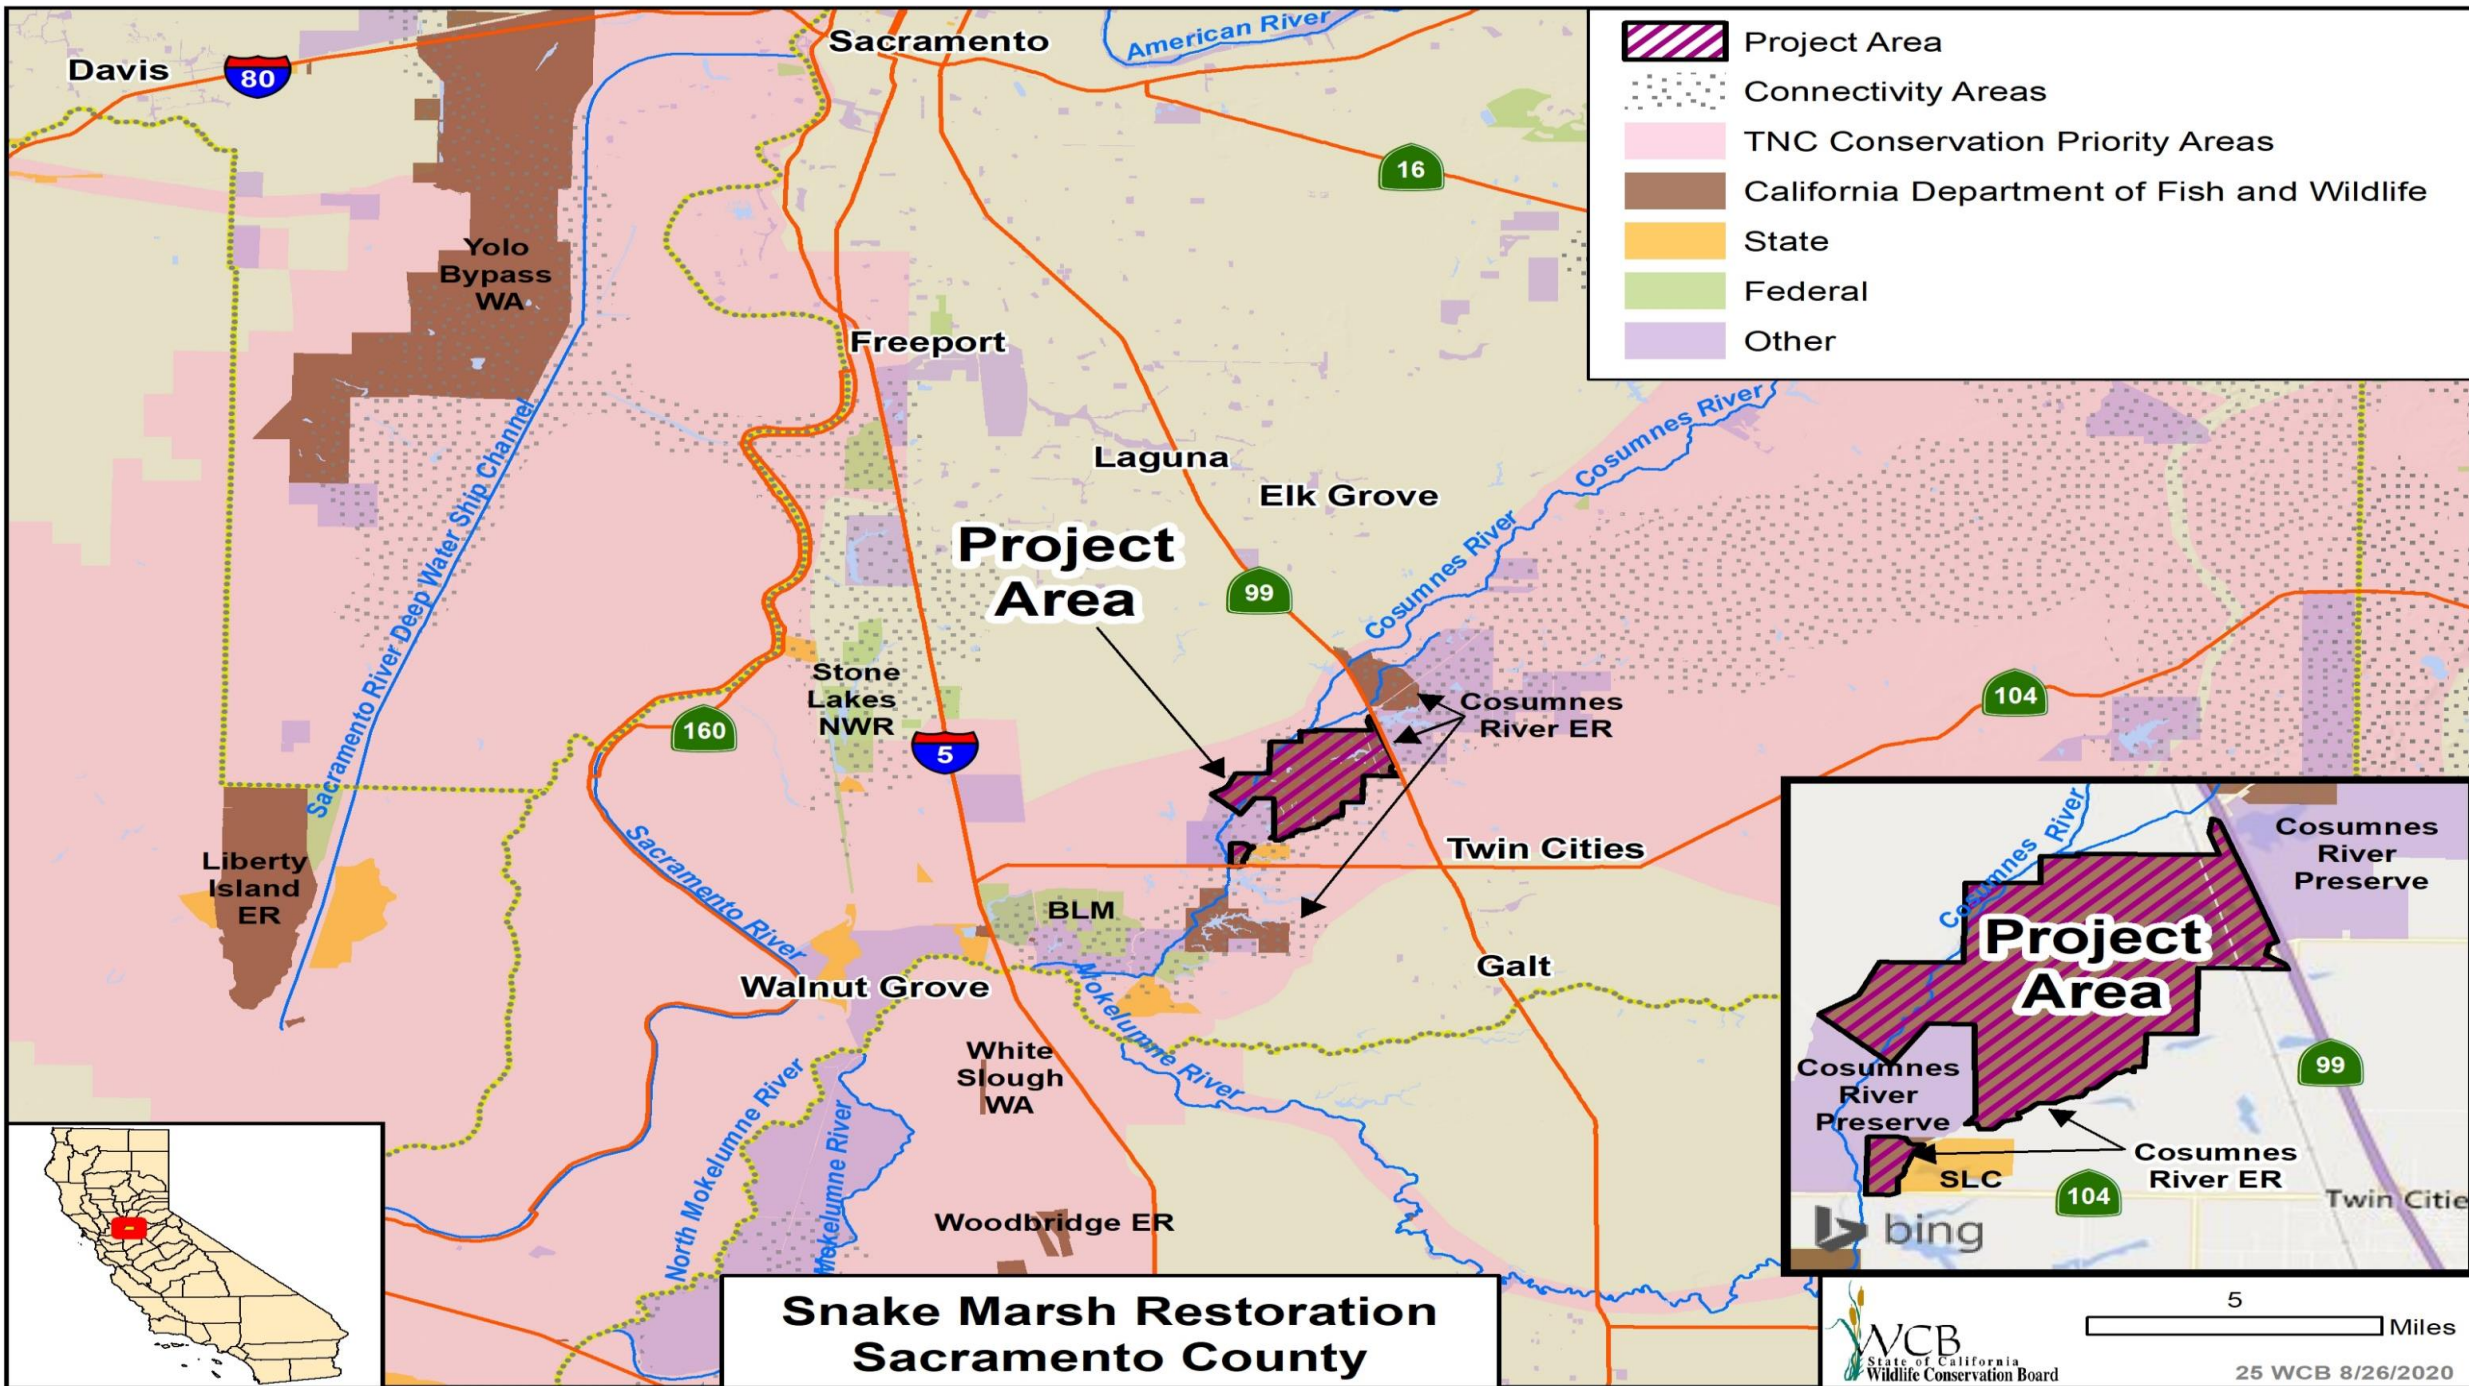 Sacramento
American River
Davis
80
16
Yolo
Bypass
WA
Freeport
Sacramento River Deep Water Ship Channel
Laguna
Elk Grove
Cosumnes River
Cosumnes River
Cosumnes River
Project
Area
99
Stone
Lakes
NWR
160
5
Cosumnes
River ER
104
Twin Cities
Liberty
Island
ER
Sacramento River
BLM
Walnut Grove
Galt
Mokelumne River
White
Slough
WA
North Mokelumne River
Mokelumne River
Woodbridge ER
Project Area
Connectivity Areas
TNC Conservation Priority Areas
California Department of Fish and Wildlife
State
Federal
Other
Cosumnes River
Cosumnes
River
Preserve
Project
Area
99
Cosumnes
River
Preserve
Cosumnes
River ER
SLC
104
Twin Citie
bing
Snake Marsh Restoration
Sacramento County
WCB
State of California
Wildlife Conservation Board
5
Miles
25 WCB 8/26/2020